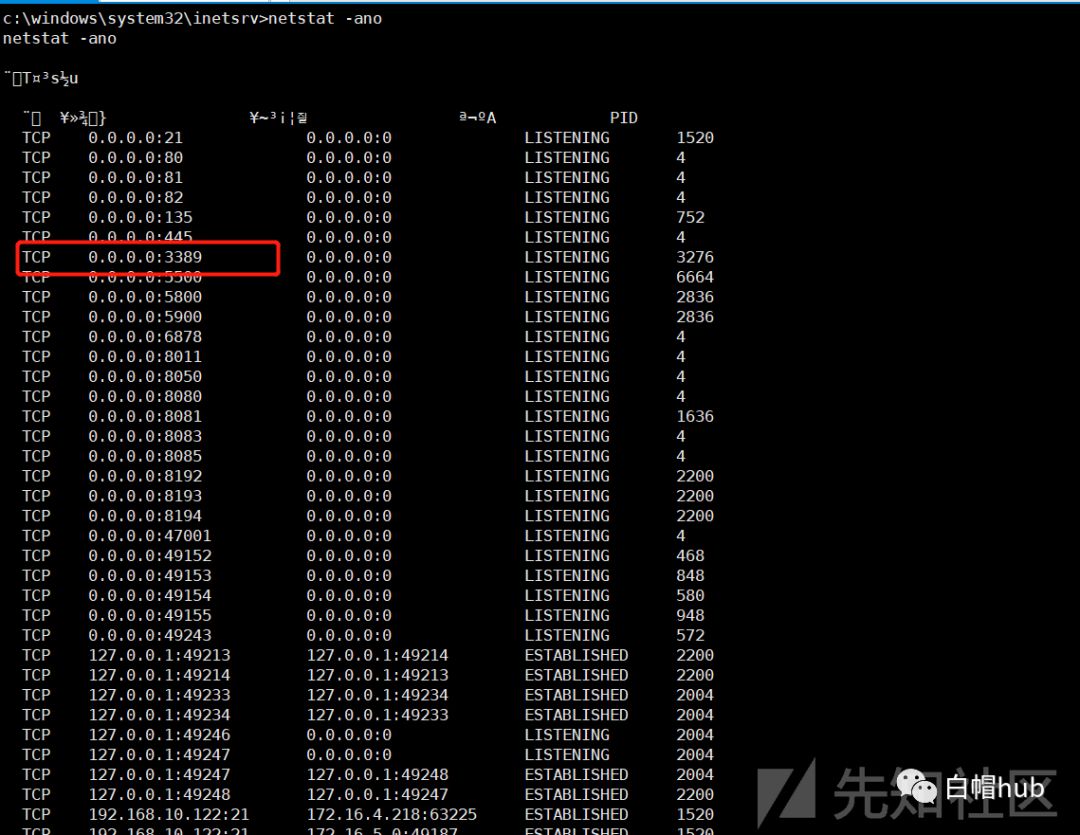 c:\windows\system32\inetsrv>netstat -ano
netstat -ano
¨▯T¤³s½u
¨▯ ¥»¾▯} ¥~³¡¦질 ª¬ºA PID
TCP 0.0.0.0:21 0.0.0.0:0 LISTENING 1520
TCP 0.0.0.0:80 0.0.0.0:0 LISTENING 4
TCP 0.0.0.0:81 0.0.0.0:0 LISTENING 4
TCP 0.0.0.0:82 0.0.0.0:0 LISTENING 4
TCP 0.0.0.0:135 0.0.0.0:0 LISTENING 752
TCP 0.0.0.0:445 0.0.0.0:0 LISTENING 4
TCP 0.0.0.0:3389 0.0.0.0:0 LISTENING 3276
TCP 0.0.0.0:5500 0.0.0.0:0 LISTENING 6664
TCP 0.0.0.0:5800 0.0.0.0:0 LISTENING 2836
TCP 0.0.0.0:5900 0.0.0.0:0 LISTENING 2836
TCP 0.0.0.0:6878 0.0.0.0:0 LISTENING 4
TCP 0.0.0.0:8011 0.0.0.0:0 LISTENING 4
TCP 0.0.0.0:8050 0.0.0.0:0 LISTENING 4
TCP 0.0.0.0:8080 0.0.0.0:0 LISTENING 4
TCP 0.0.0.0:8081 0.0.0.0:0 LISTENING 1636
TCP 0.0.0.0:8083 0.0.0.0:0 LISTENING 4
TCP 0.0.0.0:8085 0.0.0.0:0 LISTENING 4
TCP 0.0.0.0:8192 0.0.0.0:0 LISTENING 2200
TCP 0.0.0.0:8193 0.0.0.0:0 LISTENING 2200
TCP 0.0.0.0:8194 0.0.0.0:0 LISTENING 2200
TCP 0.0.0.0:47001 0.0.0.0:0 LISTENING 4
TCP 0.0.0.0:49152 0.0.0.0:0 LISTENING 468
TCP 0.0.0.0:49153 0.0.0.0:0 LISTENING 848
TCP 0.0.0.0:49154 0.0.0.0:0 LISTENING 580
TCP 0.0.0.0:49155 0.0.0.0:0 LISTENING 948
TCP 0.0.0.0:49243 0.0.0.0:0 LISTENING 572
TCP 127.0.0.1:49213 127.0.0.1:49214 ESTABLISHED 2200
TCP 127.0.0.1:49214 127.0.0.1:49213 ESTABLISHED 2200
TCP 127.0.0.1:49233 127.0.0.1:49234 ESTABLISHED 2004
TCP 127.0.0.1:49234 127.0.0.1:49233 ESTABLISHED 2004
TCP 127.0.0.1:49246 0.0.0.0:0 LISTENING 2004
TCP 127.0.0.1:49247 0.0.0.0:0 LISTENING 2004
TCP 127.0.0.1:49247 127.0.0.1:49248 ESTABLISHED 2004
TCP 127.0.0.1:49248 127.0.0.1:49247 ESTABLISHED 2200
TCP 192.168.10.122:21 172.16.4.218:63225 ESTABLISHED 1520
TCP 192.168.10.122:21 172.16.5.0:49187 ESTABLISHED 1520
先知社区
白帽hub